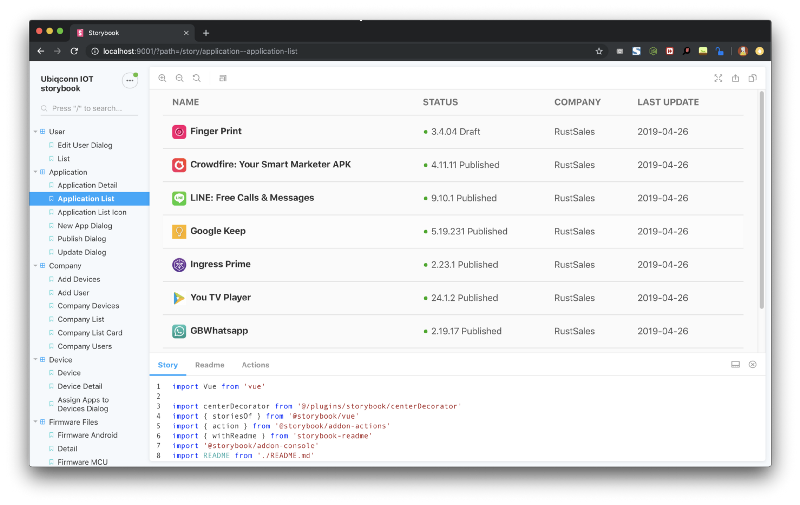 Storybook
localhost:9001/?path=/story/application--application-list
Ubiqconn IOT
storybook
Press "/" to search...
User
Edit User Dialog
List
Application
Application Detail
Application List
Application List Icon
New App Dialog
Publish Dialog
Update Dialog
Company
Add Devices
Add User
Company Devices
Company List
Company List Card
Company Users
Device
Device
Device Detail
Assign Apps to
Devices Dialog
Firmware Files
Firmware Android
Detail
Firmware MCU
NAME STATUS COMPANY LAST UPDATE
Finger Print 3.4.04 Draft RustSales 2019-04-26
Crowdfire: Your Smart Marketer APK 4.11.11 Published RustSales 2019-04-26
LINE: Free Calls & Messages 9.10.1 Published RustSales 2019-04-26
Google Keep 5.19.231 Published RustSales 2019-04-26
Ingress Prime 2.23.1 Published RustSales 2019-04-26
You TV Player 24.1.2 Published RustSales 2019-04-26
GBWhatsapp 2.19.17 Published RustSales 2019-04-26
Story Readme Actions
1 import Vue from 'vue'
2
3 import centerDecorator from '@/plugins/storybook/centerDecorator'
4 import { storiesOf } from '@storybook/vue'
5 import { action } from '@storybook/addon-actions'
6 import { withReadme } from 'storybook-readme'
7 import '@storybook/addon-console'
8 import README from './README.md'